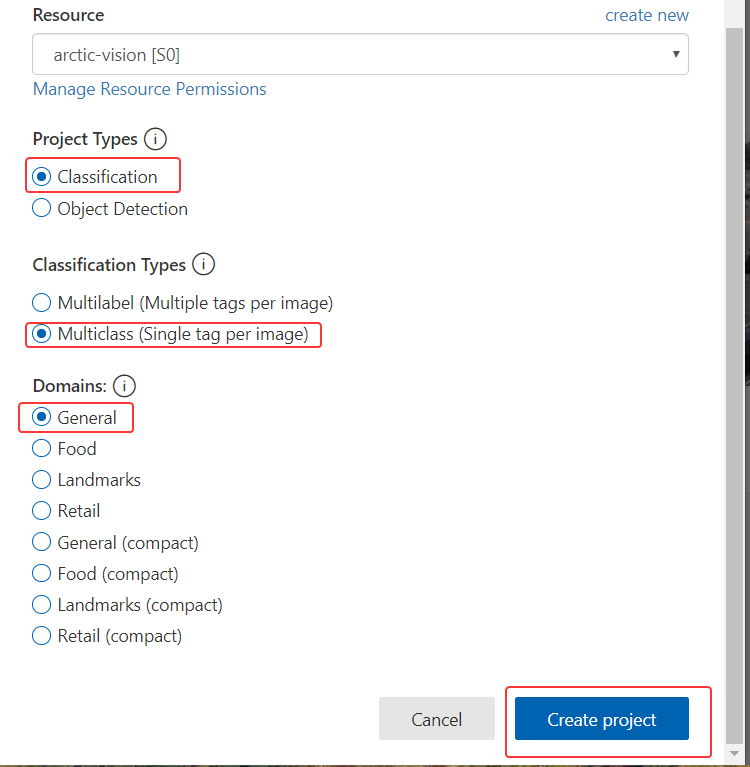 Resource create new
arctic-vision [S0]
Manage Resource Permissions
Project Types i
Classification
Object Detection
Classification Types i
Multilabel (Multiple tags per image)
Multiclass (Single tag per image)
Domains: i
General
Food
Landmarks
Retail
General (compact)
Food (compact)
Landmarks (compact)
Retail (compact)
Cancel Create project